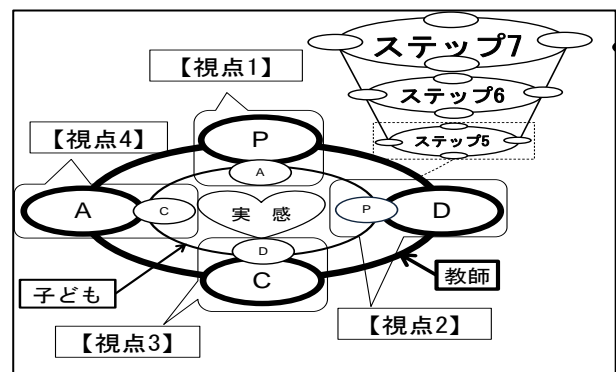 ステップ7
【視点1】
ステップ6
【視点4】
P
ステップ5
A
A
C
実 感
P
D
D
子ども
C
教師
【視点3】
【視点2】